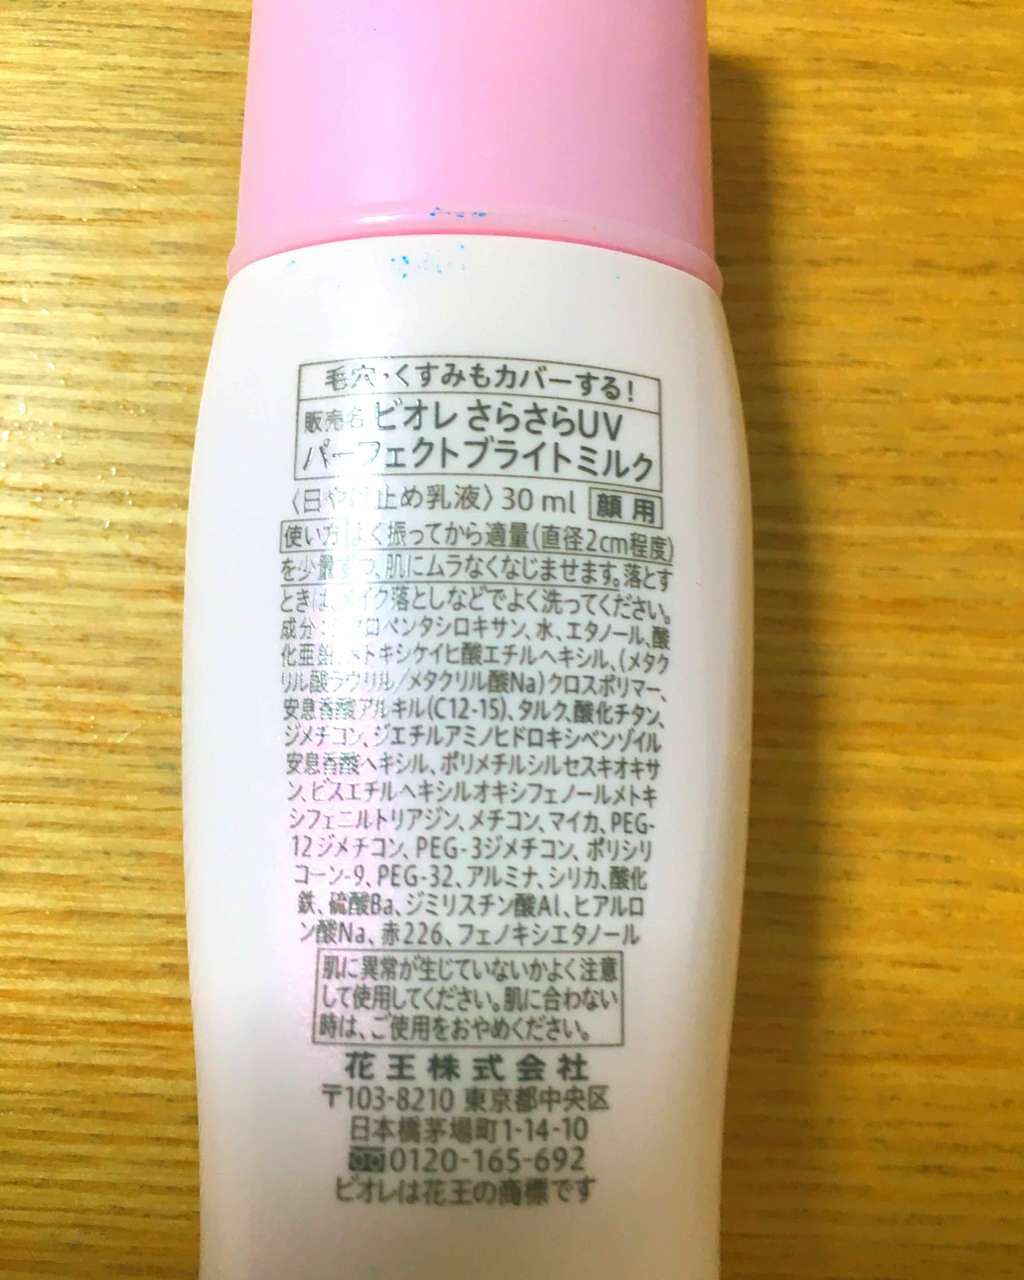 毛穴・くすみもカバーする!
販売名 ビオレ さらさらUV
パーフェクトブライトミルク
〈日やけ止め乳液〉30 ml 顔用
使い方 よく振ってから適量(直径2cm程度)
を少量ずつ、肌にムラなくなじませます。落とす
ときは、メイク落としなどでよく洗ってください。
成分:シクロペンタシロキサン、水、エタノール、酸
化亜鉛、メトキシケイヒ酸エチルヘキシル、(メタク
リル酸ラウリル/メタクリル酸Na)クロスポリマー、
安息香酸アルキル(C12-15)、タルク、酸化チタン、
ジメチコン、ジエチルアミノヒドロキシベンゾイル
安息香酸ヘキシル、ポリメチルシルセスキオキサ
ン、ビスエチルヘキシルオキシフェノールメトキ
シフェニルトリアジン、メチコン、マイカ、PEG-
12ジメチコン、PEG-3ジメチコン、ポリシリ
コーン-9、PEG-32、アルミナ、シリカ、酸化
鉄、硫酸Ba、ジミリスチン酸Al、ヒアルロ
ン酸Na、赤226、フェノキシエタノール
肌に異常が生じていないかよく注意
して使用してください。肌に合わない
時は、ご使用をおやめください。
花王株式会社
〒103-8210 東京都中央区
日本橋茅場町1-14-10
0120-165-692
ビオレは花王の商標です